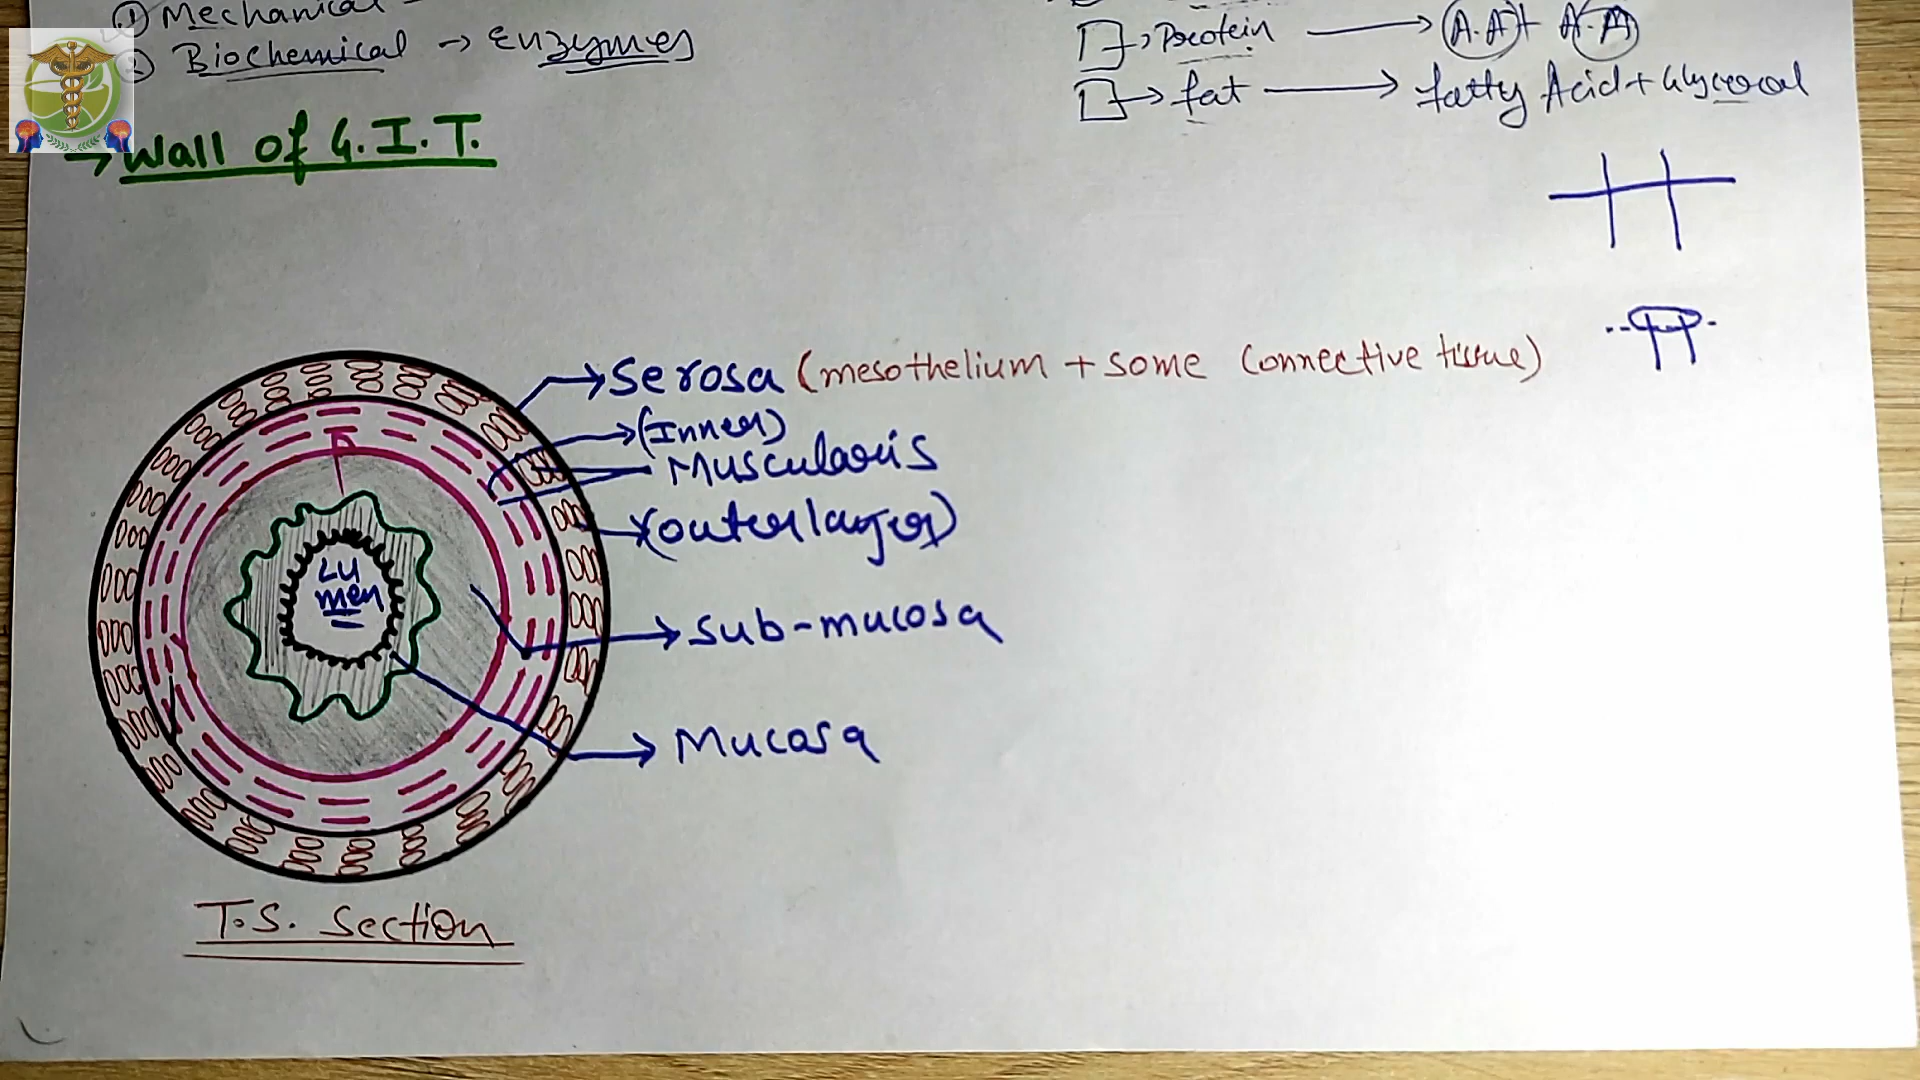 ① Mechanical
② Biochemical → Enzymes
→ Protein → A.A + A.A
→ fat → fatty Acid + Glycerol
→ Wall of G.I.T.
→ Serosa (mesothelium + some connective tissue)
→ (Inner)
Muscularis
(outer layer)
Lu
men
→ Sub-mucosa
→ Mucosa
T.S. Section